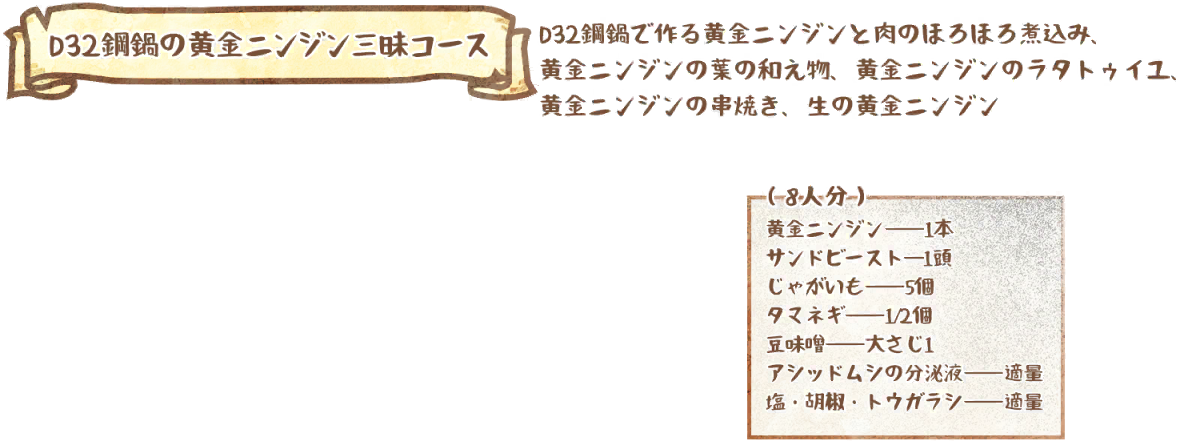 D32鋼鍋の黄金ニンジン三昧コース
D32鋼鍋で作る黄金ニンジンと肉のほろほろ煮込み、
黄金ニンジンの葉の和え物、黄金ニンジンのラタトゥイユ、
黄金ニンジンの串焼き、生の黄金ニンジン
( 8人分 )
黄金ニンジン——1本
サンドビースト—1頭
じゃがいも——5個
タマネギ——1/2個
豆味噌——大さじ1
アシッドムシの分泌液——適量
塩・胡椒・トウガラシ——適量